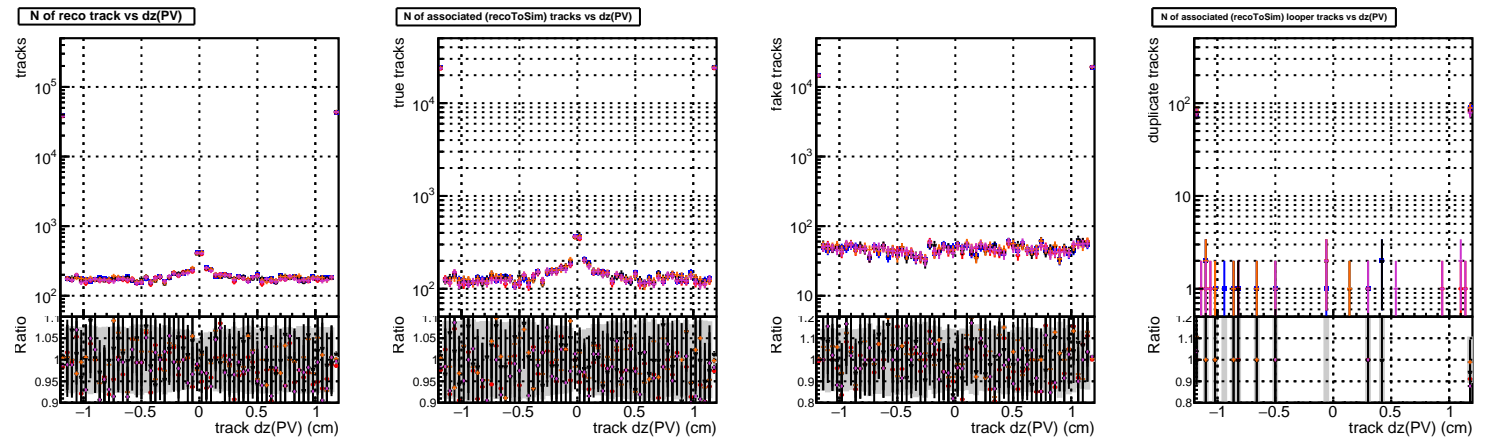 N of reco track vs dz(PV)
tracks
10^5
10^4
10^3
10^2
1.1
1.05
1
0.95
0.9
Ratio
−1 −0.5 0 0.5 1
track dz(PV) (cm)
N of associated (recoToSim) tracks vs dz(PV)
true tracks
10^4
10^3
10^2
1.1
1.05
1
0.95
0.9
Ratio
−1 −0.5 0 0.5 1
track dz(PV) (cm)
fake tracks
10^4
10^3
10^2
10
1.2
1.1
1
0.9
0.8
Ratio
−1 −0.5 0 0.5 1
track dz(PV) (cm)
N of associated (recoToSim) looper tracks vs dz(PV)
duplicate tracks
10^2
10
1
1.2
1.1
1
0.9
0.8
Ratio
−1 −0.5 0 0.5 1
track dz(PV) (cm)